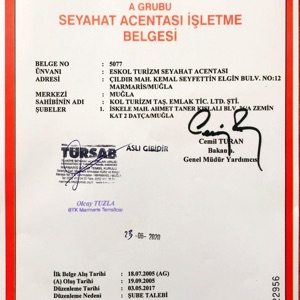 A GRUBU
SEYAHAT ACENTASI İŞLETME
BELGESİ
BELGE NO : 5077
ÜNVANI : ESKOL TURİZM SEYAHAT ACENTASI
ADRESİ : ÇILDIR MAH. KEMAL SEYFETTİN ELGİN BULV. NO:12
MARMARİS/MUĞLA
MERKEZİ : MUĞLA
SAHİBİNİN ADI : KOL TURİZM TAŞ. EMLAK TİC. LTD. ŞTİ.
ŞUBELER : 1. İSKELE MAH. AHMET TANER KIŞLALI BLV. 76/A ZEMİN
KAT 2 DATÇA/MUĞLA
Cemil TURAN
Bakan a.
Genel Müdür Yardımcısı
TÜRSAB
ASLI GİBİDİR
Olcay TUZLA
BTK Marmaris Temsilcisi
23-06-2020
İlk Belge Alış Tarihi : 18.07.2005 (AG)
(A) Oluş Tarihi : 19.09.2005
Düzenleme Tarihi : 03.05.2017
Düzenleme Nedeni : ŞUBE TALEBİ
22956